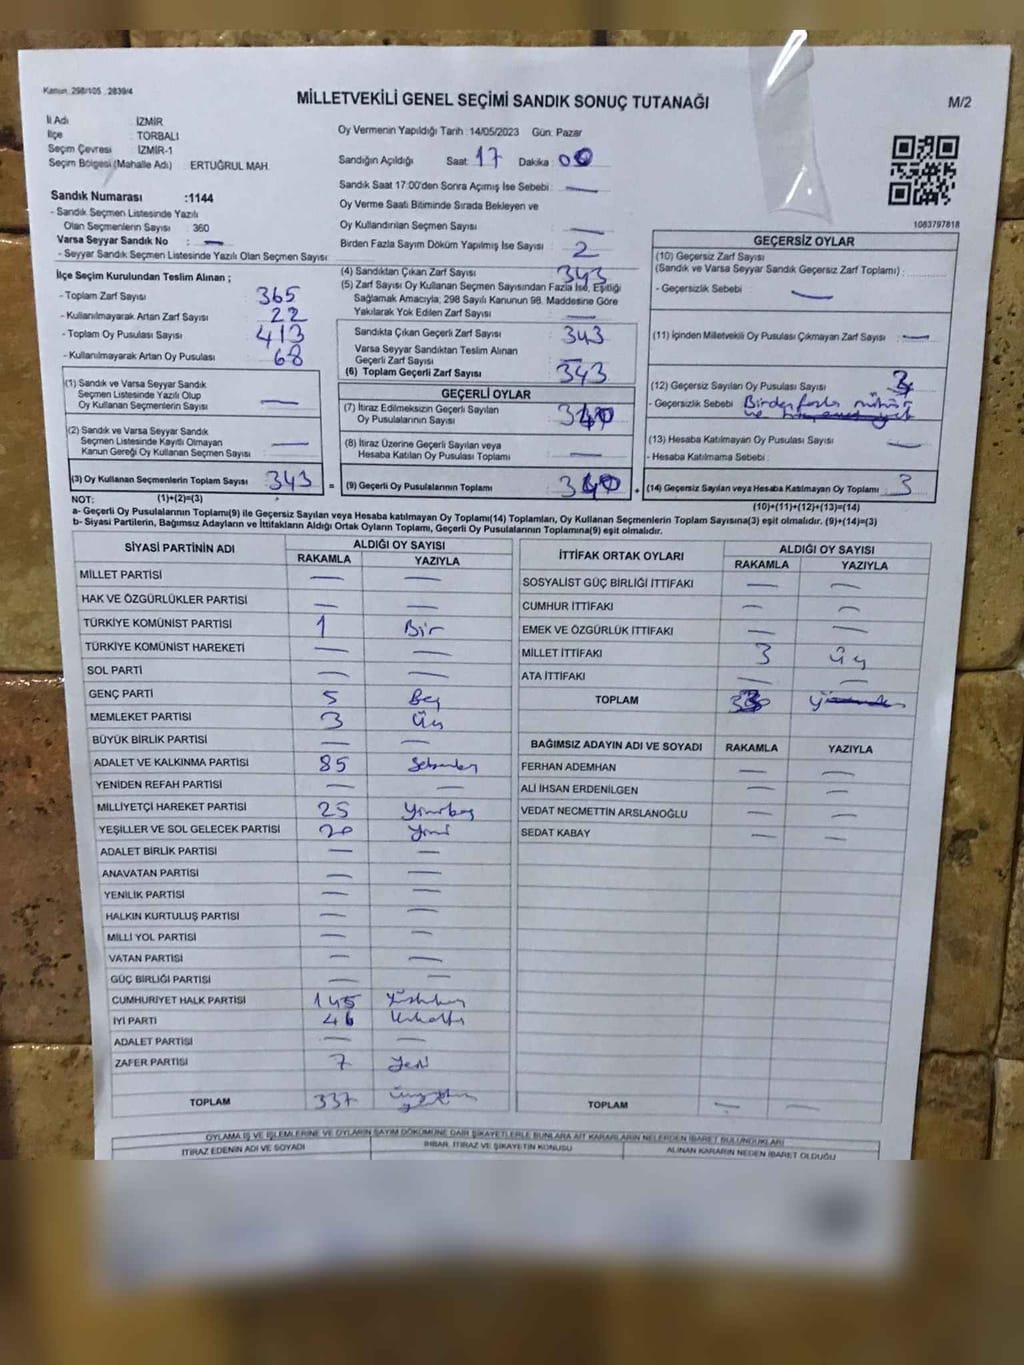 Kanun: 298/105 2839/4
MİLLETVEKİLİ GENEL SEÇİMİ SANDIK SONUÇ TUTANAĞI
M/2
İl Adı : İZMİR
İlçe : TORBALI
Seçim Çevresi : İZMİR-1
Seçim Bölgesi (Mahalle Adı) : ERTUĞRUL MAH.
Oy Vermenin Yapıldığı Tarih : 14/05/2023 Gün: Pazar
Sandığın Açıldığı Saat: 17 Dakika: 00
Sandık Saat 17:00'den Sonra Açılmış İse Sebebi : —
Oy Verme Saati Bitiminde Sırada Bekleyen ve
Oy Kullandırılan Seçmen Sayısı : —
Birden Fazla Sayım Döküm Yapılmış İse Sayısı : 2
1083797818
Sandık Numarası :1144
- Sandık Seçmen Listesinde Yazılı
Olan Seçmenlerin Sayısı : 360
Varsa Seyyar Sandık No : —
- Seyyar Sandık Seçmen Listesinde Yazılı Olan Seçmen Sayısı:
İlçe Seçim Kurulundan Teslim Alınan ;
- Toplam Zarf Sayısı : 365
- Kullanılmayarak Artan Zarf Sayısı : 22
- Toplam Oy Pusulası Sayısı : 413
- Kullanılmayarak Artan Oy Pusulası : 68
(1) Sandık ve Varsa Seyyar Sandık
Seçmen Listesinde Yazılı Olup
Oy Kullanan Seçmenlerin Sayısı : —
(2) Sandık ve Varsa Seyyar Sandık
Seçmen Listesinde Kayıtlı Olmayan
Kanun Gereği Oy Kullanan Seçmen Sayısı : —
(3) Oy Kullanan Seçmenlerin Toplam Sayısı : 343 =
(4) Sandıktan Çıkan Zarf Sayısı : 343
(5) Zarf Sayısı Oy Kullanan Seçmen Sayısından Fazla İse, Eşitliği
Sağlamak Amacıyla; 298 Sayılı Kanunun 98. Maddesine Göre
Yakılarak Yok Edilen Zarf Sayısı : —
Sandıkta Çıkan Geçerli Zarf Sayısı : 343
Varsa Seyyar Sandıktan Teslim Alınan
Geçerli Zarf Sayısı : —
(6) Toplam Geçerli Zarf Sayısı : 343
GEÇERLİ OYLAR
(7) İtiraz Edilmeksizin Geçerli Sayılan
Oy Pusulalarının Sayısı : 340
(8) İtiraz Üzerine Geçerli Sayılan veya
Hesaba Katılan Oy Pusulası Toplamı : —
(9) Geçerli Oy Pusulalarının Toplamı : 340 +
GEÇERSİZ OYLAR
(10) Geçersiz Zarf Sayısı
(Sandık ve Varsa Seyyar Sandık Geçersiz Zarf Toplamı) :
- Geçersizlik Sebebi : —
(11) İçinden Milletvekili Oy Pusulası Çıkmayan Zarf Sayısı : —
(12) Geçersiz Sayılan Oy Pusulası Sayısı : 3
- Geçersizlik Sebebi : Birden fazla mühür
(13) Hesaba Katılmayan Oy Pusulası Sayısı : —
- Hesaba Katılmama Sebebi :
(14) Geçersiz Sayılan veya Hesaba Katılmayan Oy Toplamı : 3
NOT: (1)+(2)=(3)
(10)+(11)+(12)+(13)=(14)
a- Geçerli Oy Pusulalarının Toplamı(9) ile Geçersiz Sayılan veya Hesaba katılmayan Oy Toplamı(14) Toplamları, Oy Kullanan Seçmenlerin Toplam Sayısına(3) eşit olmalıdır. (9)+(14)=(3)
b- Siyasi Partilerin, Bağımsız Adayların ve İttifakların Aldığı Ortak Oyların Toplamı, Geçerli Oy Pusulalarının Toplamına(9) eşit olmalıdır.
SİYASİ PARTİNİN ADI ALDIĞI OY SAYISI
RAKAMLA YAZIYLA
MİLLET PARTİSİ — —
HAK VE ÖZGÜRLÜKLER PARTİSİ — —
TÜRKİYE KOMÜNİST PARTİSİ 1 Bir
TÜRKİYE KOMÜNİST HAREKETİ — —
SOL PARTİ — —
GENÇ PARTİ 5 Beş
MEMLEKET PARTİSİ 3 Üç
BÜYÜK BİRLİK PARTİSİ — —
ADALET VE KALKINMA PARTİSİ 85 Seksenbeş
YENİDEN REFAH PARTİSİ — —
MİLLİYETÇİ HAREKET PARTİSİ 25 Yirmibeş
YEŞİLLER VE SOL GELECEK PARTİSİ 20 Yirmi
ADALET BİRLİK PARTİSİ — —
ANAVATAN PARTİSİ — —
YENİLİK PARTİSİ — —
HALKIN KURTULUŞ PARTİSİ — —
MİLLİ YOL PARTİSİ — —
VATAN PARTİSİ — —
GÜÇ BİRLİĞİ PARTİSİ — —
CUMHURİYET HALK PARTİSİ 145
İYİ PARTİ 46 Kırkaltı
ADALET PARTİSİ — —
ZAFER PARTİSİ 7 Yedi
TOPLAM 337
İTTİFAK ORTAK OYLARI ALDIĞI OY SAYISI
RAKAMLA YAZIYLA
SOSYALİST GÜÇ BİRLİĞİ İTTİFAKI — —
CUMHUR İTTİFAKI — —
EMEK VE ÖZGÜRLÜK İTTİFAKI — —
MİLLET İTTİFAKI 3 Üç
ATA İTTİFAKI — —
TOPLAM
BAĞIMSIZ ADAYIN ADI VE SOYADI RAKAMLA YAZIYLA
FERHAN ADEMHAN — —
ALİ İHSAN ERDENİLGEN — —
VEDAT NECMETTİN ARSLANOĞLU — —
SEDAT KABAY — —
TOPLAM — —
OYLAMA İŞ VE İŞLEMLERİNE VE OYLARIN SAYIM DÖKÜMÜNE DAİR ŞİKAYETLERLE BUNLARA AİT KARARLARIN NELERDEN İBARET BULUNDUKLARI
İTİRAZ EDENİN ADI VE SOYADI İHBAR, İTİRAZ VE ŞİKAYETİN KONUSU ALINAN KARARIN NEDEN İBARET OLDUĞU